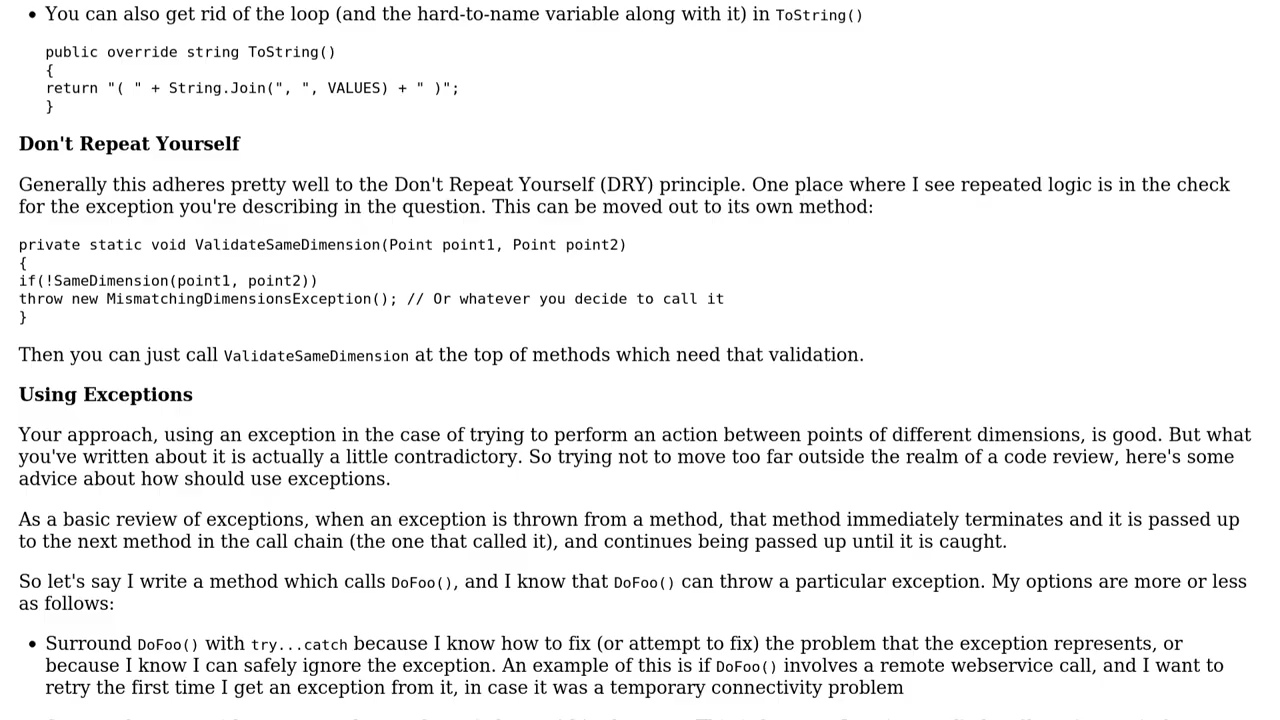 • You can also get rid of the loop (and the hard-to-name variable along with it) in ToString()
public override string ToString()
{
return "( " + String.Join(", ", VALUES) + " )";
}
Don't Repeat Yourself
Generally this adheres pretty well to the Don't Repeat Yourself (DRY) principle. One place where I see repeated logic is in the check
for the exception you're describing in the question. This can be moved out to its own method:
private static void ValidateSameDimension(Point point1, Point point2)
{
if(!SameDimension(point1, point2))
throw new MismatchingDimensionsException(); // Or whatever you decide to call it
}
Then you can just call ValidateSameDimension at the top of methods which need that validation.
Using Exceptions
Your approach, using an exception in the case of trying to perform an action between points of different dimensions, is good. But what
you've written about it is actually a little contradictory. So trying not to move too far outside the realm of a code review, here's some
advice about how should use exceptions.
As a basic review of exceptions, when an exception is thrown from a method, that method immediately terminates and it is passed up
to the next method in the call chain (the one that called it), and continues being passed up until it is caught.
So let's say I write a method which calls DoFoo(), and I know that DoFoo() can throw a particular exception. My options are more or less
as follows:
• Surround DoFoo() with try...catch because I know how to fix (or attempt to fix) the problem that the exception represents, or
because I know I can safely ignore the exception. An example of this is if DoFoo() involves a remote webservice call, and I want to
retry the first time I get an exception from it, in case it was a temporary connectivity problem